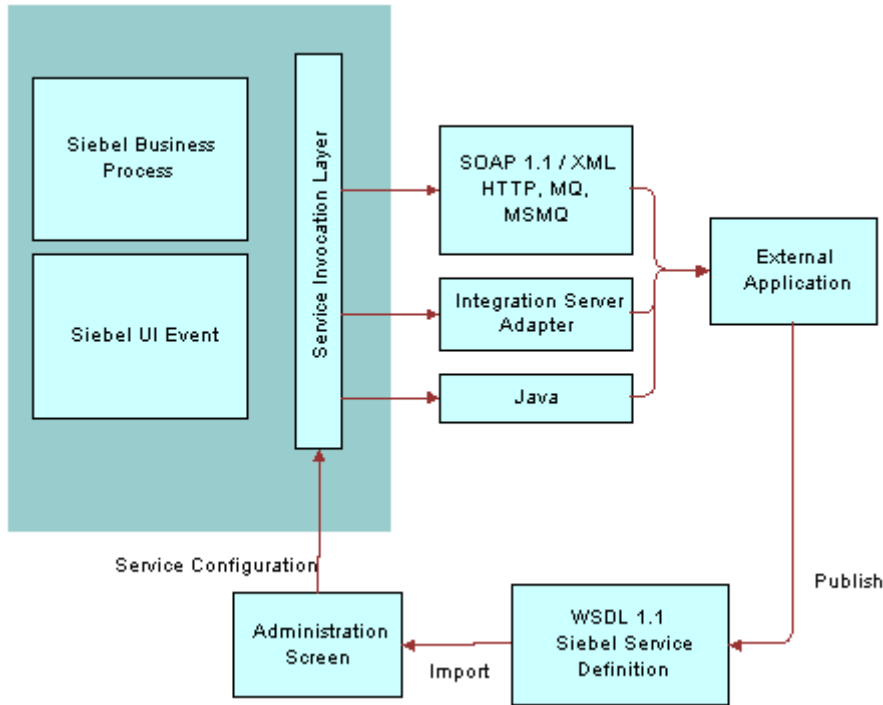 Siebel Business
Process
Siebel UI Event
Service Invocation Layer
SOAP 1.1 / XML
HTTP, MQ,
MSMQ
Integration Server
Adapter
Java
External
Application
Service Configuration
Publish
Administration
Screen
Import
WSDL 1.1
Siebel Service
Definition